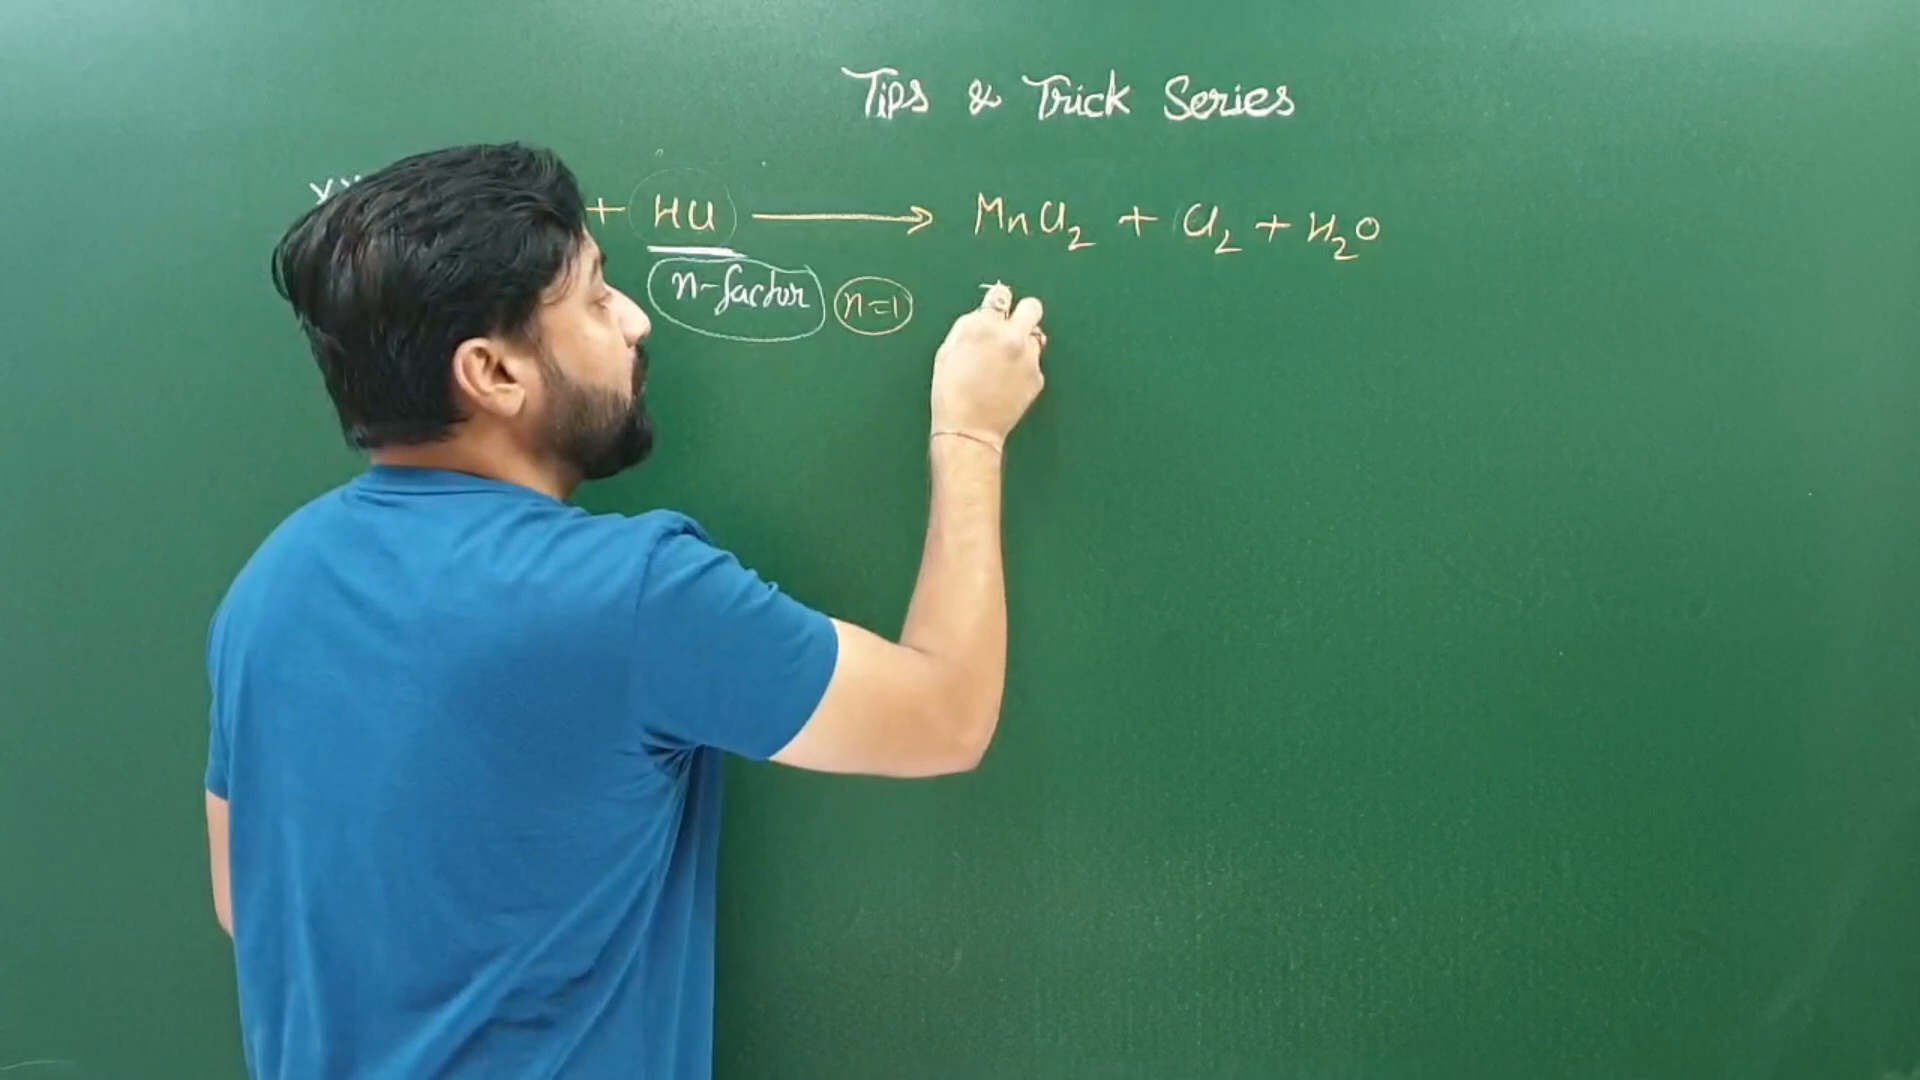 Tips & Trick Series
+ HCl ⟶ MnCl₂ + Cl₂ + H₂O
n-factor n=1